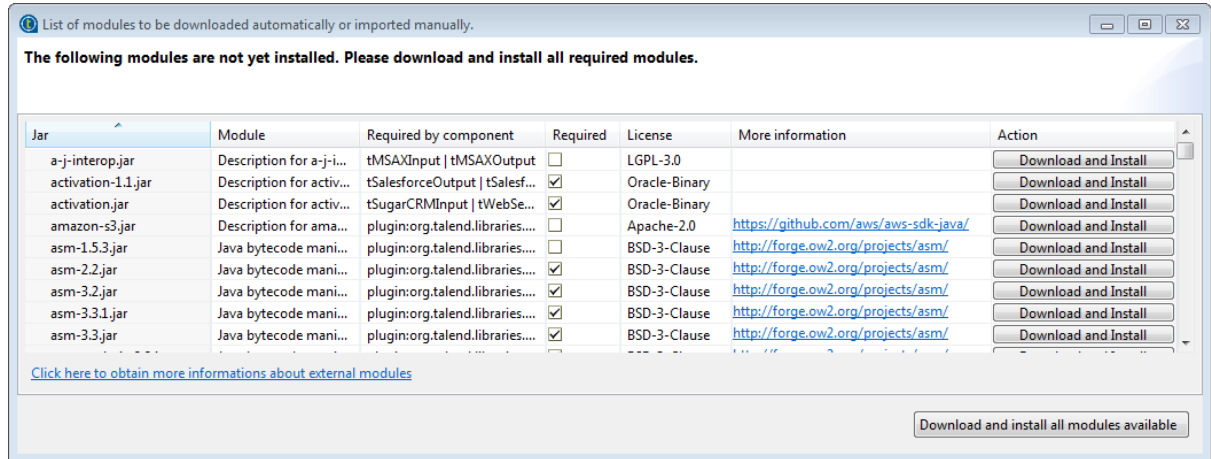 List of modules to be downloaded automatically or imported manually.
The following modules are not yet installed. Please download and install all required modules.
Jar Module Required by component Required License More information Action
a-j-interop.jar Description for a-j-i... tMSAXInput | tMSAXOutput LGPL-3.0 Download and Install
activation-1.1.jar Description for activ... tSalesforceOutput | tSalesf... Oracle-Binary Download and Install
activation.jar Description for activ... tSugarCRMInput | tWebSe... Oracle-Binary Download and Install
amazon-s3.jar Description for ama... plugin:org.talend.libraries.... Apache-2.0 https://github.com/aws/aws-sdk-java/ Download and Install
asm-1.5.3.jar Java bytecode mani... plugin:org.talend.libraries.... BSD-3-Clause http://forge.ow2.org/projects/asm/ Download and Install
asm-2.2.jar Java bytecode mani... plugin:org.talend.libraries.... BSD-3-Clause http://forge.ow2.org/projects/asm/ Download and Install
asm-3.2.jar Java bytecode mani... plugin:org.talend.libraries.... BSD-3-Clause http://forge.ow2.org/projects/asm/ Download and Install
asm-3.3.1.jar Java bytecode mani... plugin:org.talend.libraries.... BSD-3-Clause http://forge.ow2.org/projects/asm/ Download and Install
asm-3.3.jar Java bytecode mani... plugin:org.talend.libraries.... BSD-3-Clause http://forge.ow2.org/projects/asm/ Download and Install
Click here to obtain more informations about external modules
Download and install all modules available